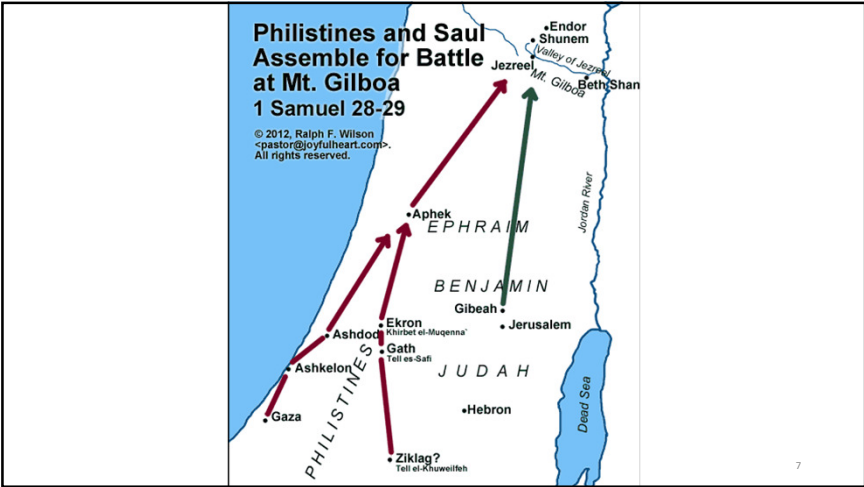 Philistines and Saul
Assemble for Battle
at Mt. Gilboa
1 Samuel 28-29
© 2012, Ralph F. Wilson
<pastor@joyfulheart.com>.
All rights reserved.
Endor
Shunem
Valley of Jezreel
Jezreel
Mt. Gilboa
Beth Shan
Jordan River
Aphek
EPHRAIM
BENJAMIN
Gibeah
Jerusalem
Ekron
Khirbet el-Muqenna`
Ashdod
Gath
Tell es-Safi
Ashkelon
PHILISTINES
JUDAH
Dead Sea
Hebron
Gaza
Ziklag?
Tell el-Khuweilfeh
7